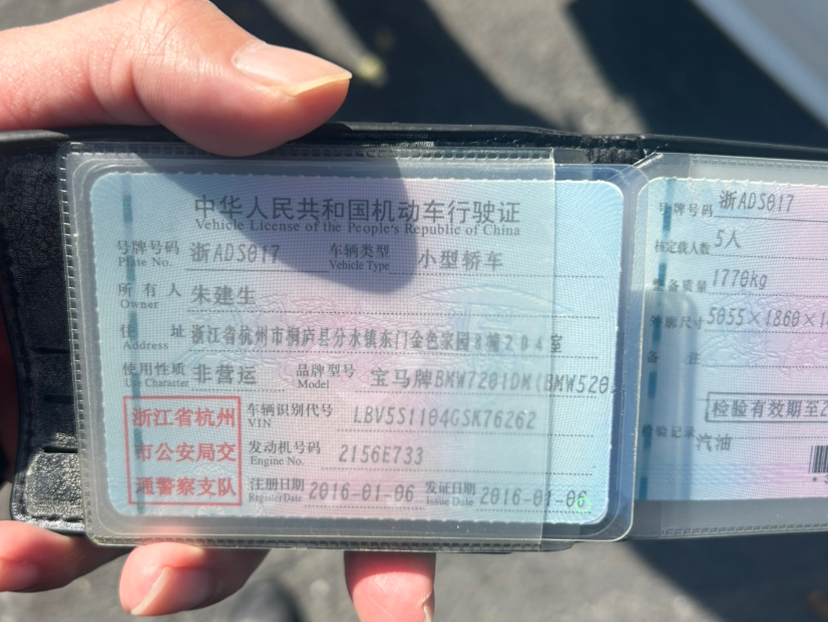 中华人民共和国机动车行驶证
Vehicle License of the People's Republic of China
号牌号码 浙ADS017 车辆类型 小型轿车
Plate No. Vehicle Type
所有人 朱建生
Owner
住址 浙江省杭州市桐庐县分水镇东门金色家园8幢204室
Address
使用性质 非营运 品牌型号 宝马牌BMW7201DM(BMW520
Use Character Model
浙江省杭州
市公安局交
通警察支队
车辆识别代号 LBV5S1104GSK76262
VIN
发动机号码 2156E733
Engine No.
注册日期 2016-01-06 发证日期 2016-01-06
Register Date Issue Date
号牌号码 浙ADS017
核定载人数 5人
整备质量 1770kg
外廓尺寸 5055×1860×1
备注
检验有效期至2
检验记录 汽油